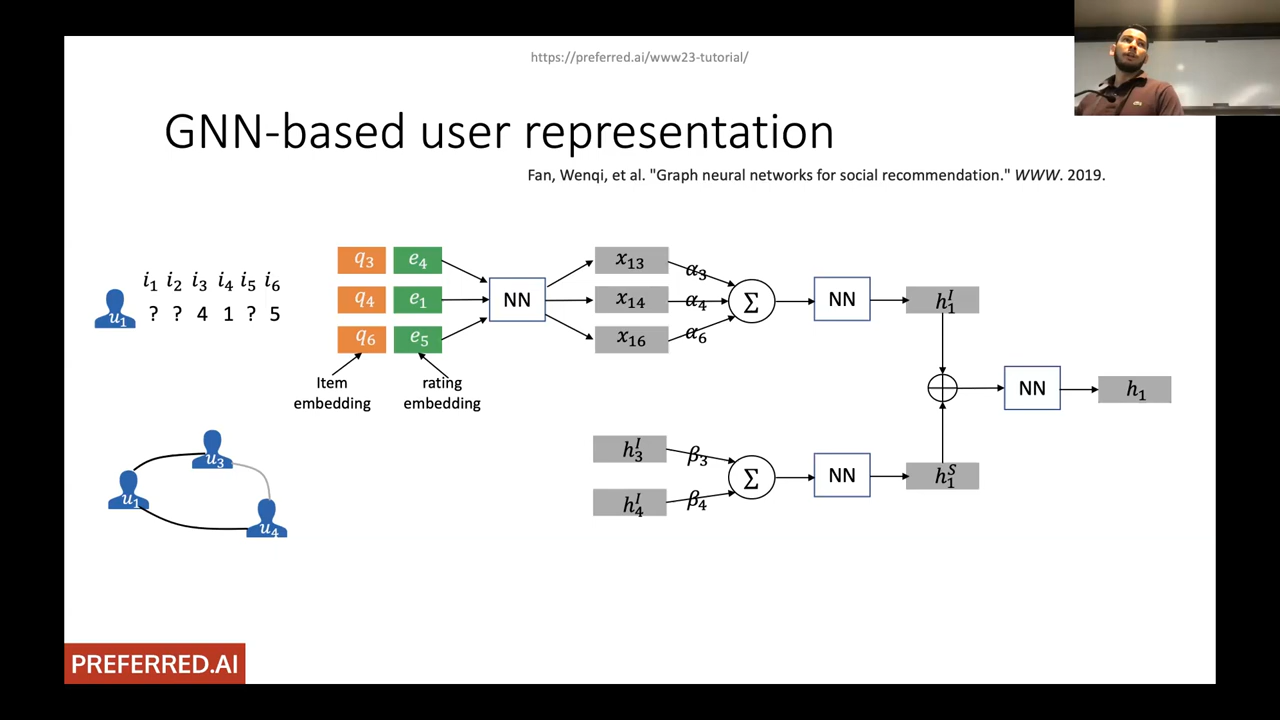 https://preferred.ai/www23-tutorial/
GNN-based user representation
Fan, Wenqi, et al. "Graph neural networks for social recommendation." WWW. 2019.
i₁ i₂ i₃ i₄ i₅ i₆
? ? 4 1 ? 5
u₁
q₃ e₄
q₄ e₁
q₆ e₅
Item embedding
rating embedding
NN
x₁₃
x₁₄
x₁₆
α₃
α₄
α₆
Σ
NN
h₁ᴵ
u₃
u₁
u₄
h₃ᴵ
h₄ᴵ
β₃
β₄
Σ
NN
h₁ˢ
NN
h₁
PREFERRED.AI